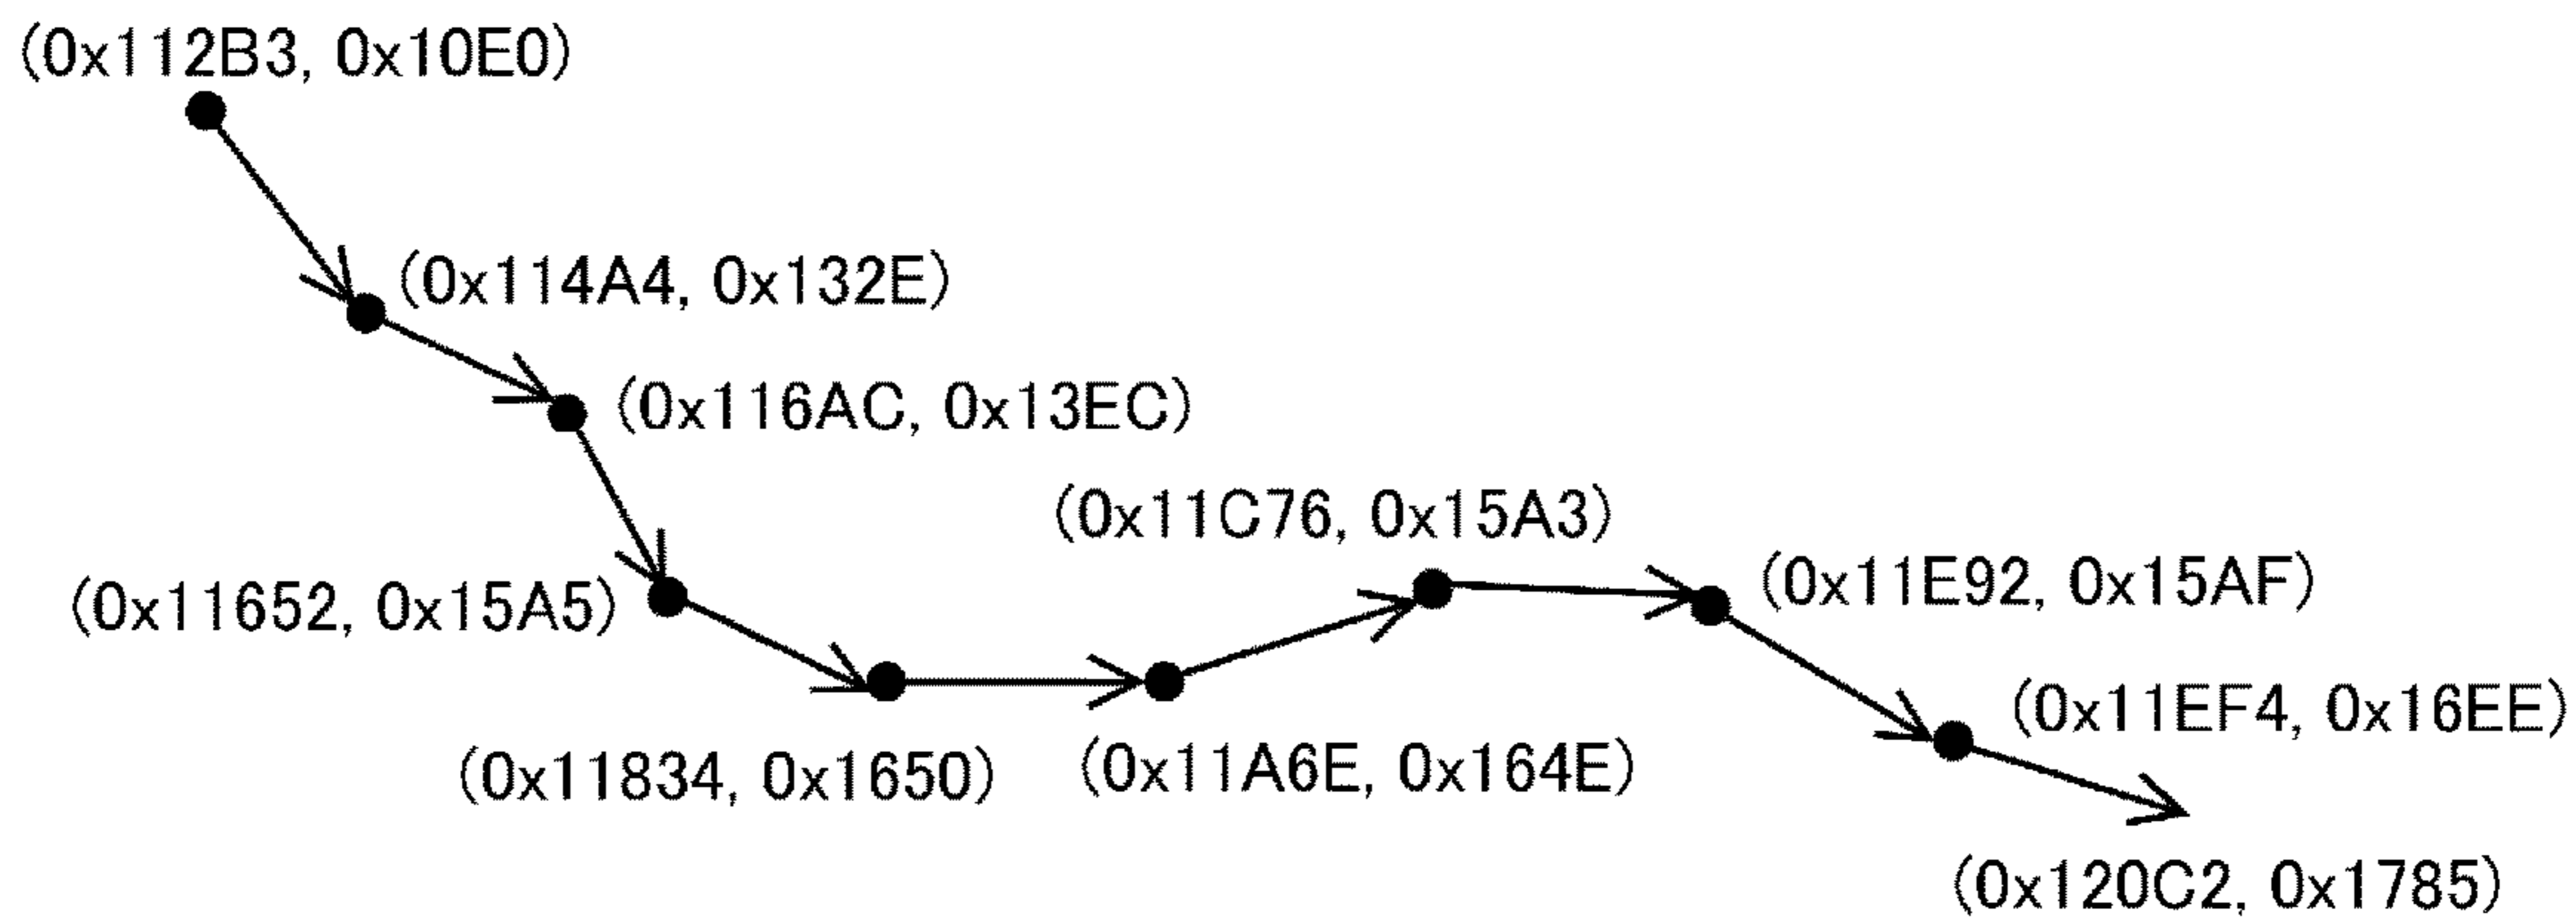 (0x112B3, 0x10E0)
(0x114A4, 0x132E)
(0x116AC, 0x13EC)
(0x11652, 0x15A5)
(0x11834, 0x1650)
(0x11A6E, 0x164E)
(0x11C76, 0x15A3)
(0x11E92, 0x15AF)
(0x11EF4, 0x16EE)
(0x120C2, 0x1785)